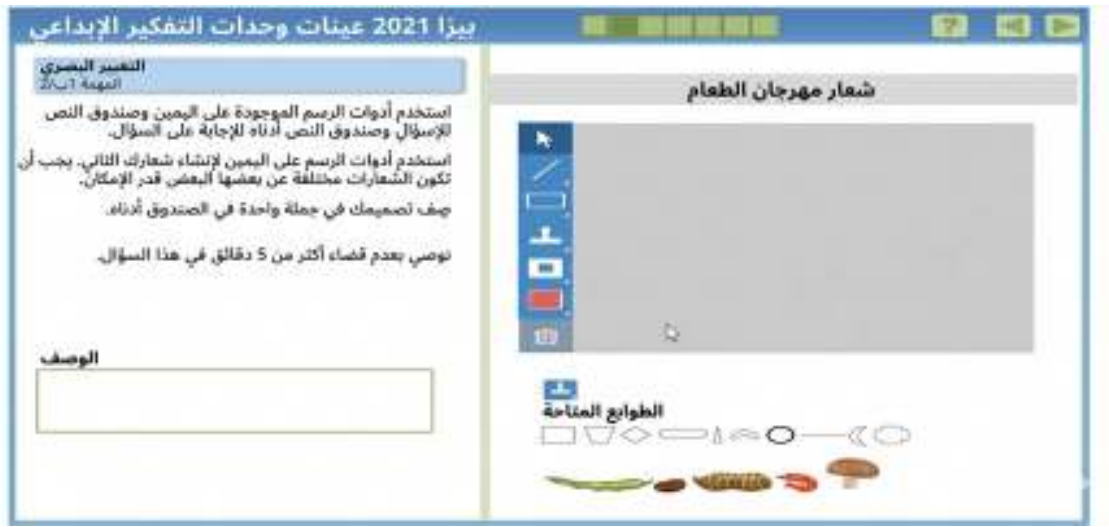 بيزا 2021 عينات وحدات التفكير الإبداعي
?
التعبير البصري
المهمة 1ب/2
استخدم أدوات الرسم الموجودة على اليمين وصندوق النص
للإسؤال وصندوق النص أدناه للإجابة على السؤال.
استخدم أدوات الرسم على اليمين لإنشاء شعارك الثاني. يجب أن
تكون الشعارات مختلفة عن بعضها البعض قدر الإمكان.
صِف تصميمك في جملة واحدة في الصندوق أدناه.
نوصي بعدم قضاء أكثر من 5 دقائق في هذا السؤال.
الوصف
شعار مهرجان الطعام
الطوابع المتاحة